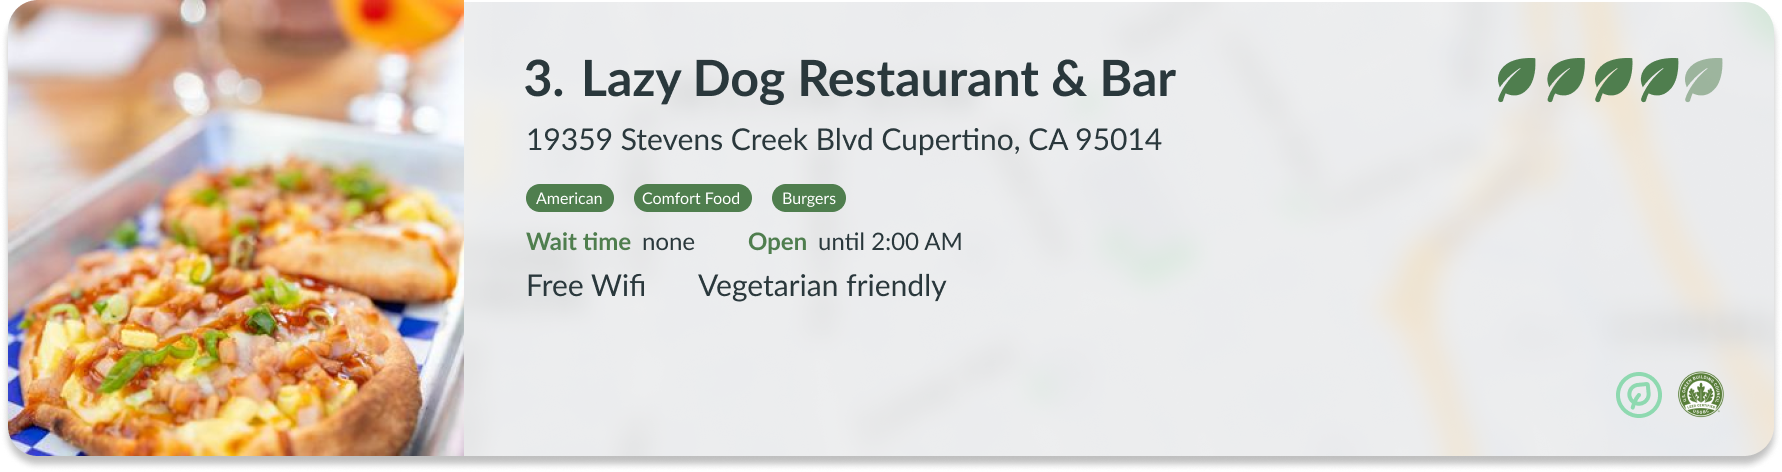 3. Lazy Dog Restaurant & Bar
19359 Stevens Creek Blvd Cupertino, CA 95014
American Comfort Food Burgers
Wait time none Open until 2:00 AM
Free Wifi Vegetarian friendly